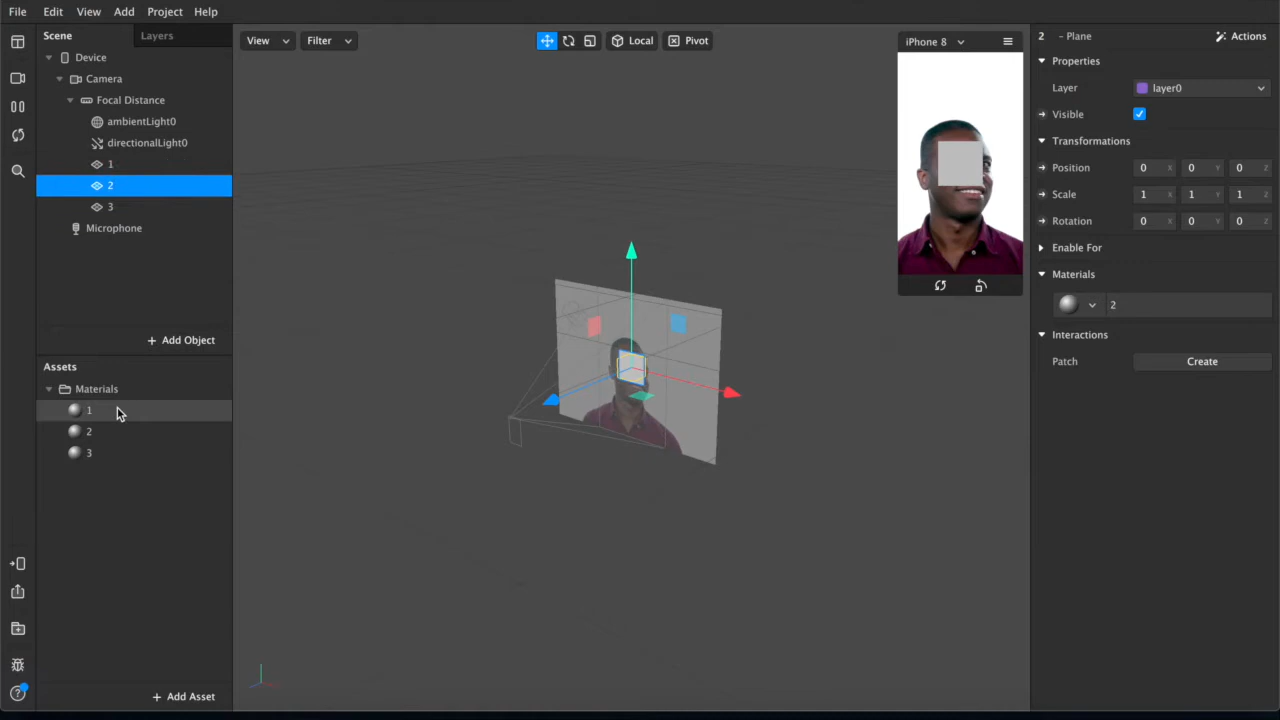 File Edit View Add Project Help
Scene Layers
Device
Camera
Focal Distance
ambientLight0
directionalLight0
1
2
3
Microphone
+ Add Object
Assets
Materials
1
2
3
+ Add Asset
View Filter Local Pivot
iPhone 8
2 - Plane Actions
Properties
Layer layer0
Visible
Transformations
Position 0 X 0 Y 0 Z
Scale 1 X 1 Y 1 Z
Rotation 0 X 0 Y 0 Z
Enable For
Materials
2
Interactions
Patch Create
?